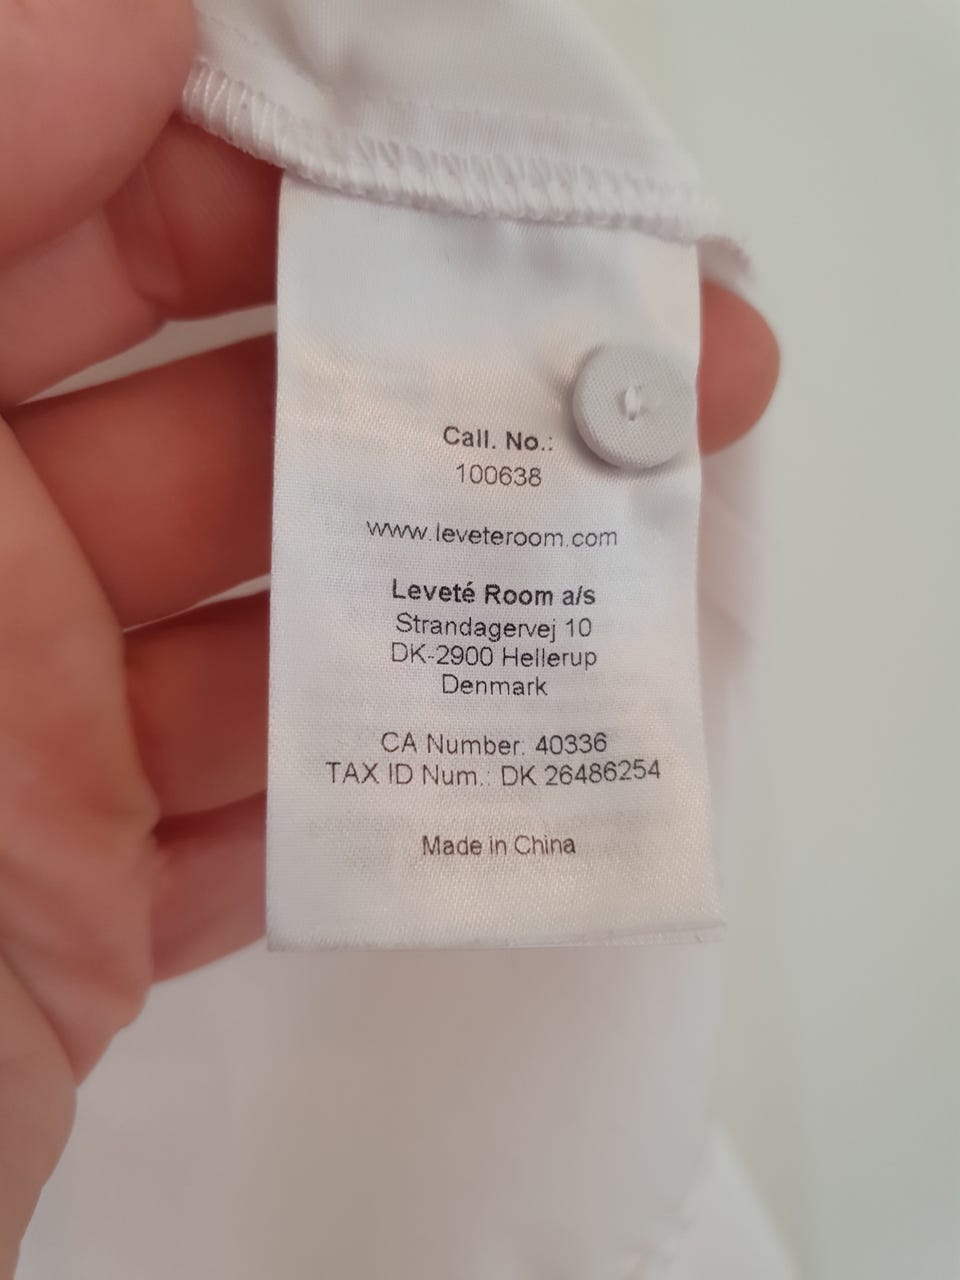 Call. No.:
100638
www.leveteroom.com
Leveté Room a/s
Strandagervej 10
DK-2900 Hellerup
Denmark
CA Number: 40336
TAX ID Num.: DK 26486254
Made in China